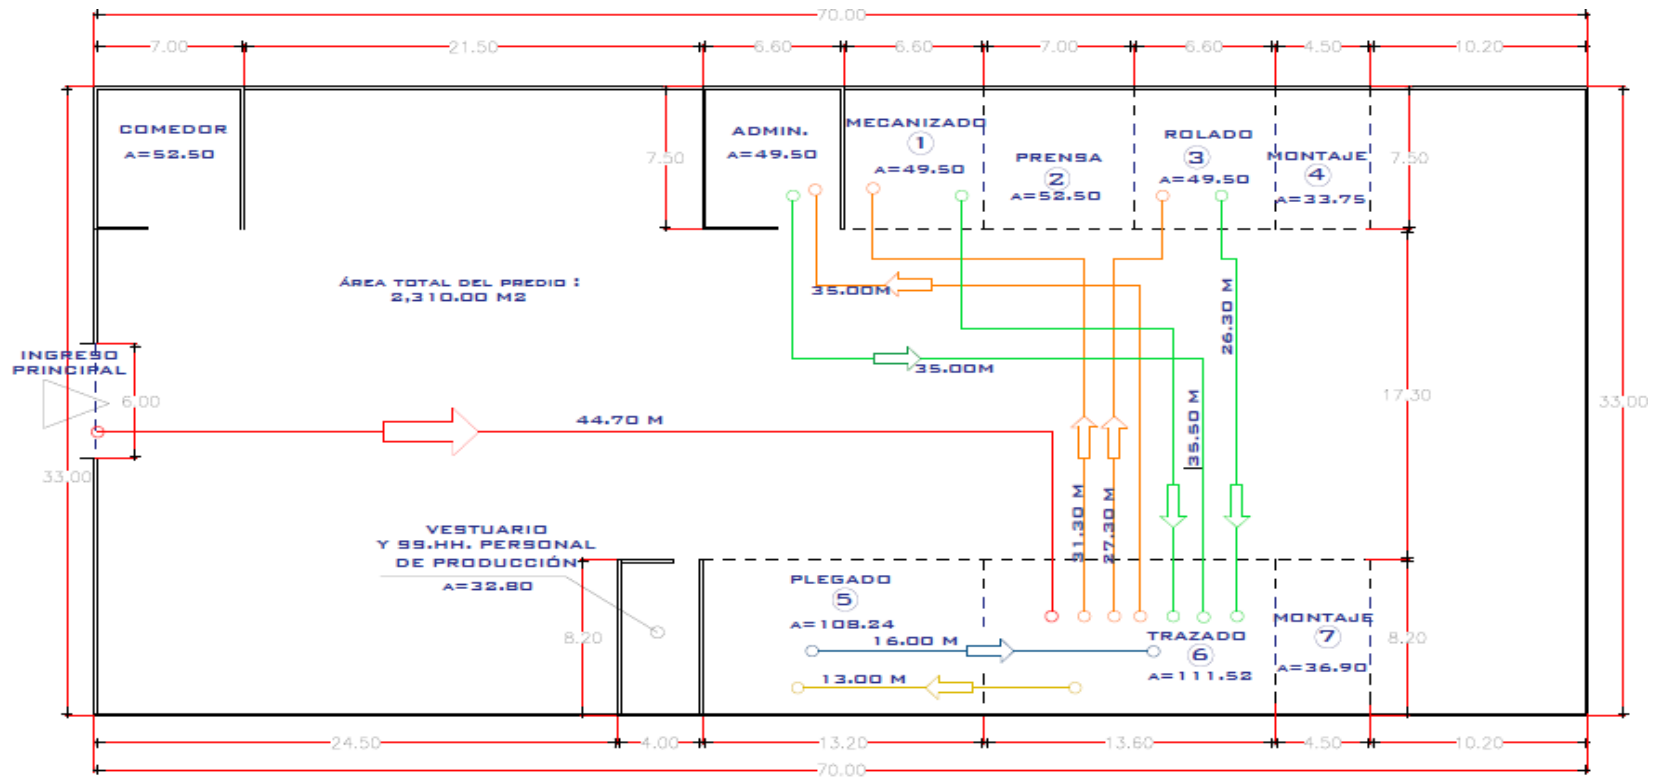 70.00
7.00 21.50 6.60 6.60 7.00 6.60 4.50 10.20
COMEDOR
A=52.50
7.50
ADMIN.
A=49.50
MECANIZADO
1
A=49.50
PRENSA
2
A=52.50
ROLADO
3
A=49.50
MONTAJE
4
A=33.75
7.50
ÁREA TOTAL DEL PREDIO :
2,310.00 M2
35.00M
26.30 M
INGRESO
PRINCIPAL
6.00
35.00M
17.30
33.00
44.70 M
35.50 M
33.00
31.30 M
27.30 M
VESTUARIO
Y SS.HH. PERSONAL
DE PRODUCCIÓN
A=32.80
8.20
PLEGADO
5
A=108.24
16.00 M
13.00 M
TRAZADO
6
A=111.52
MONTAJE
7
A=36.90
8.20
24.50 4.00 13.20 13.60 4.50 10.20
70.00